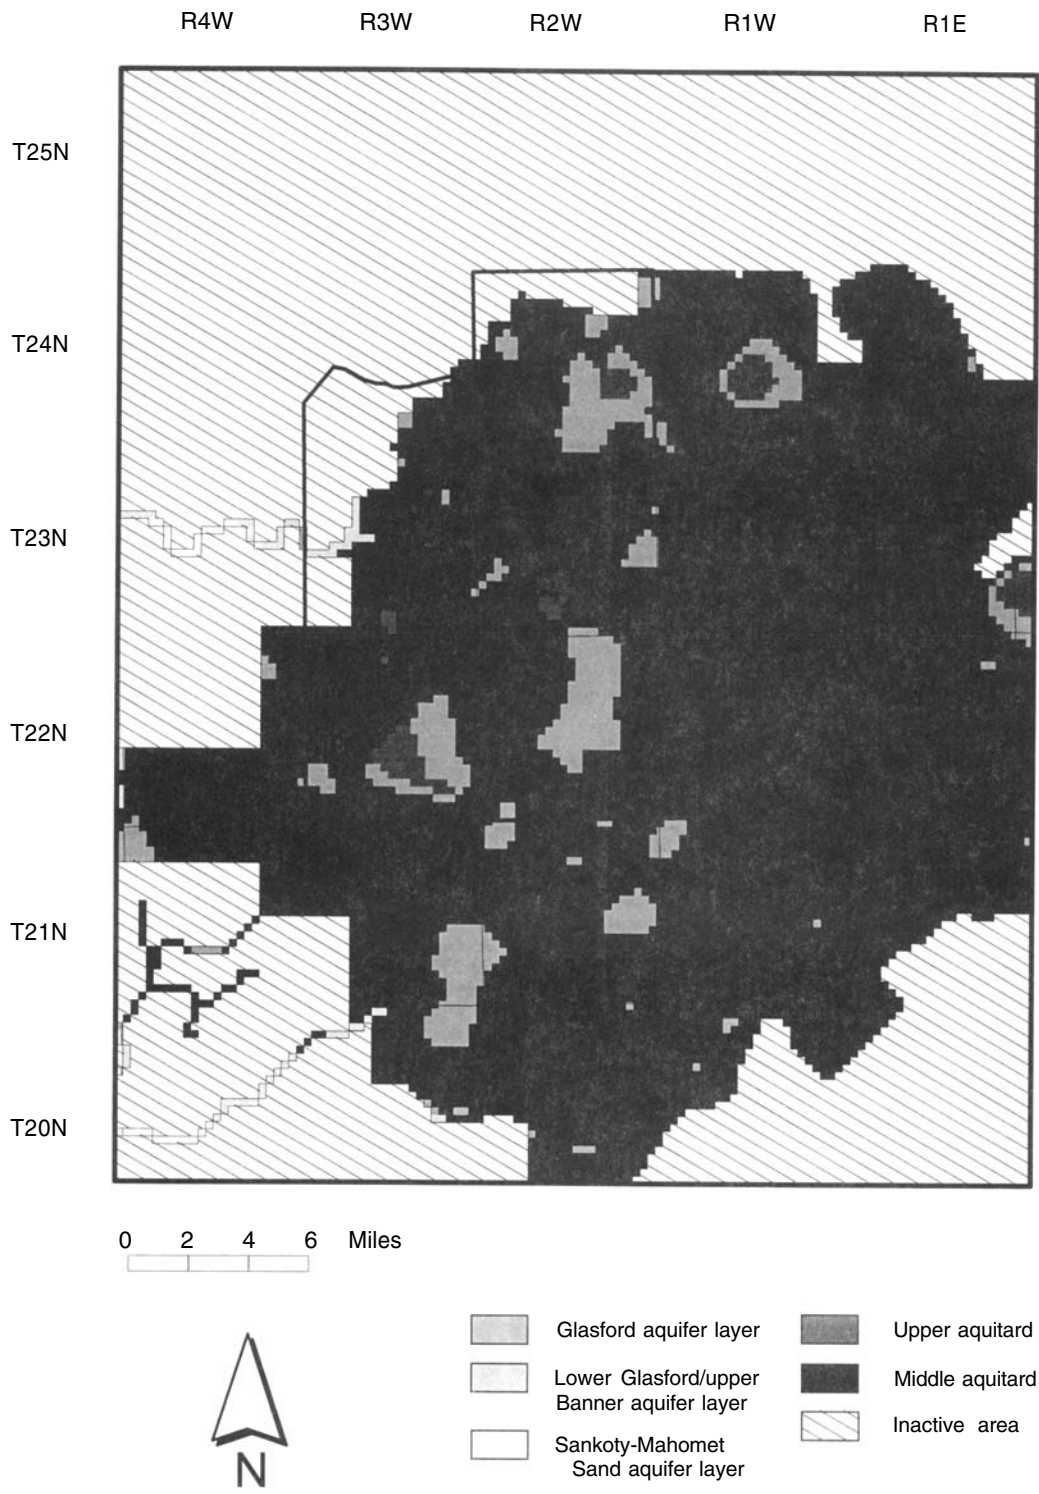 R4W R3W R2W R1W R1E
T25N
T24N
T23N
T22N
T21N
T20N
0 2 4 6 Miles
N
Glasford aquifer layer
Lower Glasford/upper
Banner aquifer layer
Sankoty-Mahomet
Sand aquifer layer
Upper aquitard
Middle aquitard
Inactive area